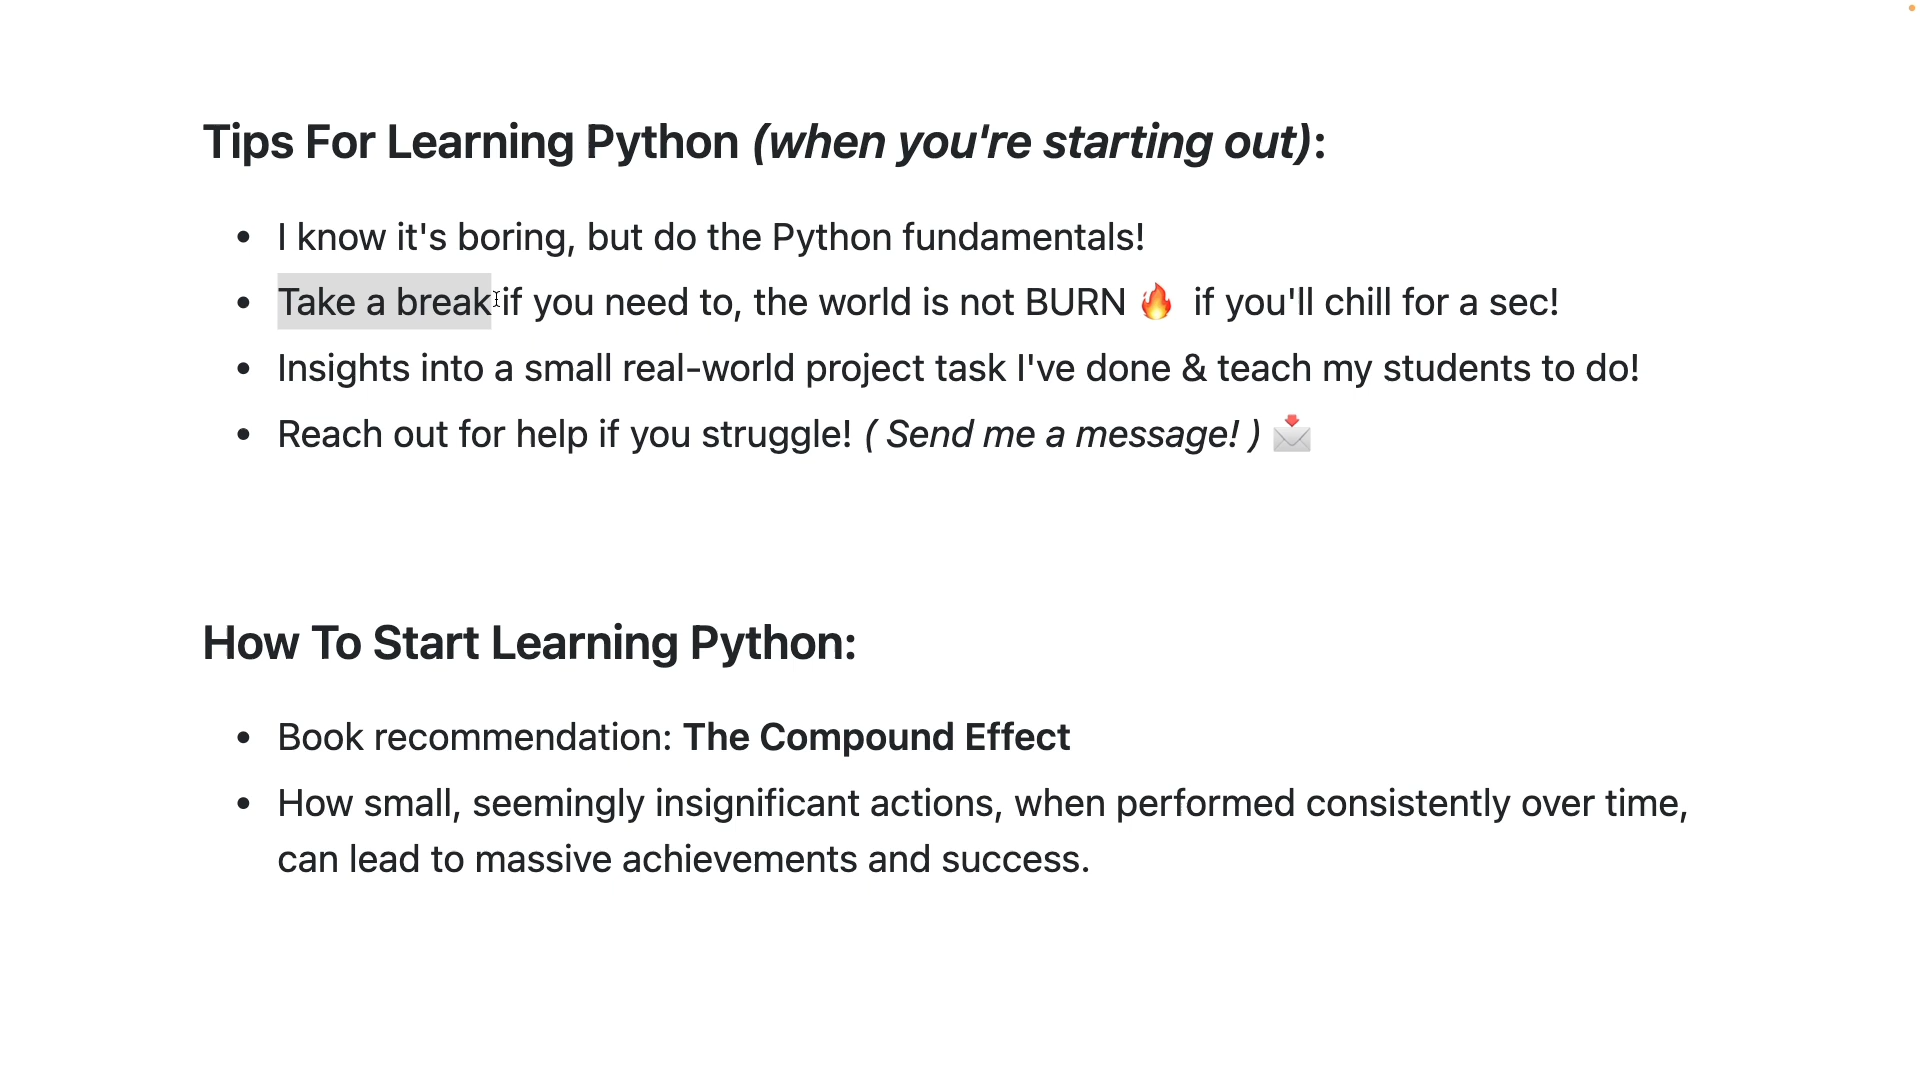 Tips For Learning Python (when you're starting out):
• I know it's boring, but do the Python fundamentals!
• Take a break if you need to, the world is not BURN 🔥 if you'll chill for a sec!
• Insights into a small real-world project task I've done & teach my students to do!
• Reach out for help if you struggle! ( Send me a message! ) 📩
How To Start Learning Python:
• Book recommendation: The Compound Effect
• How small, seemingly insignificant actions, when performed consistently over time,
can lead to massive achievements and success.